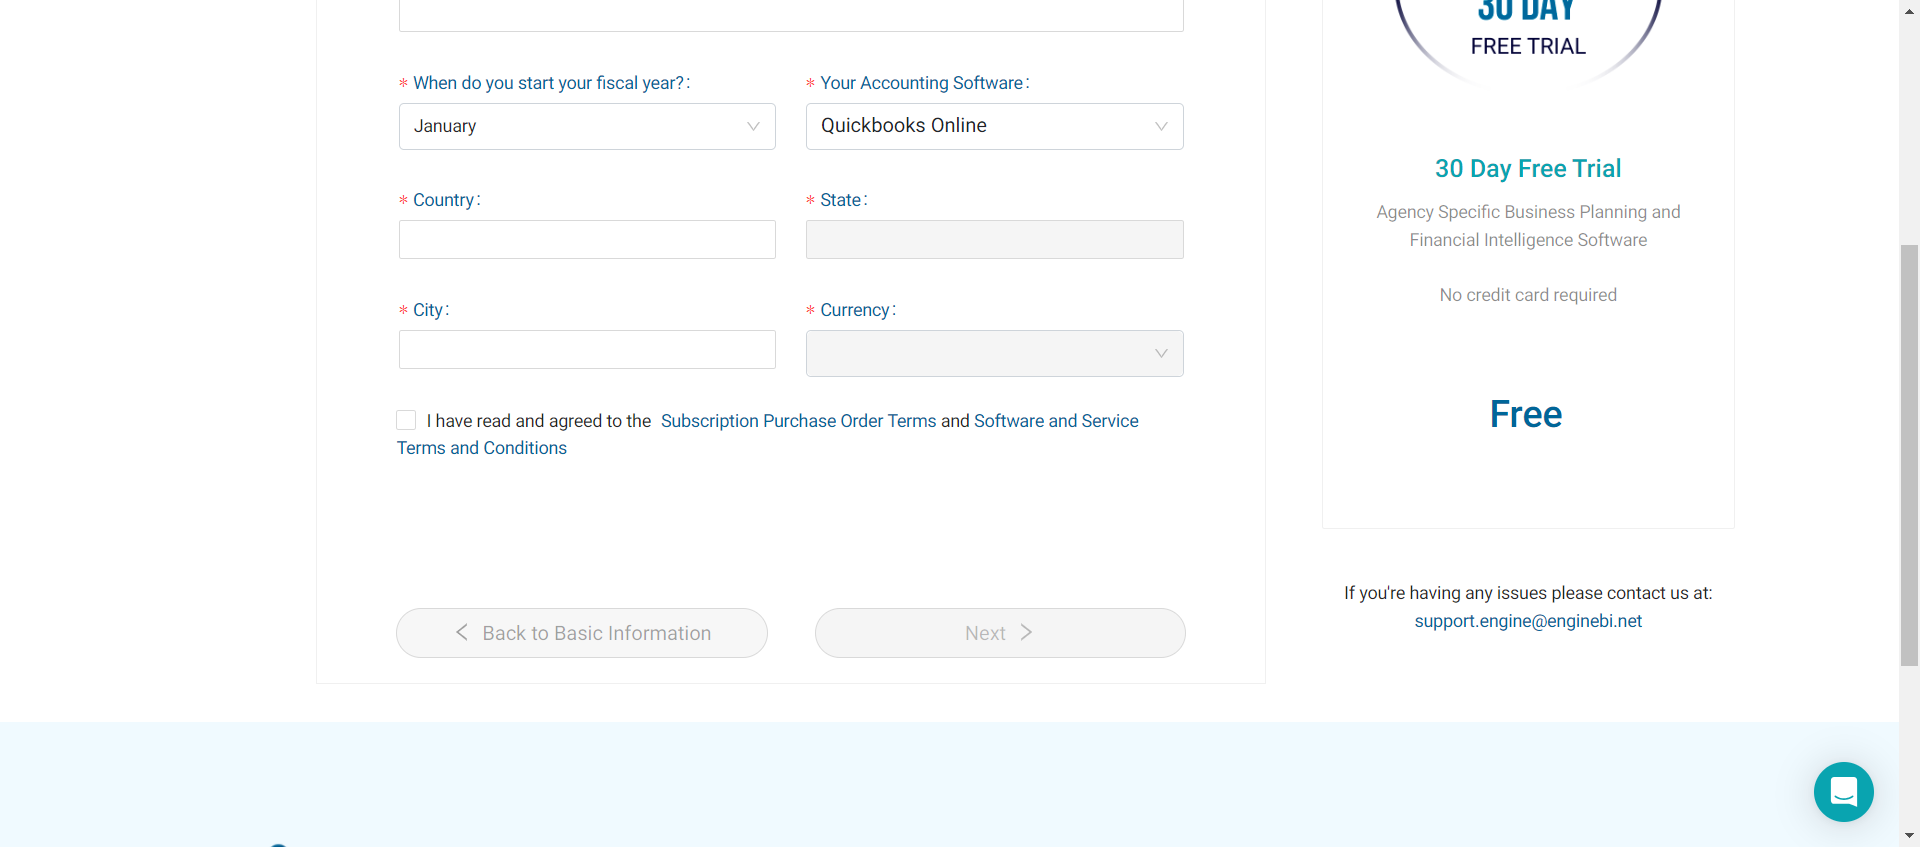 * When do you start your fiscal year?:
* Your Accounting Software:
January
Quickbooks Online
* Country:
* State:
* City:
* Currency:
I have read and agreed to the Subscription Purchase Order Terms and Software and Service
Terms and Conditions
Back to Basic Information
Next
30 DAY
FREE TRIAL
30 Day Free Trial
Agency Specific Business Planning and
Financial Intelligence Software
No credit card required
Free
If you're having any issues please contact us at:
support.engine@enginebi.net